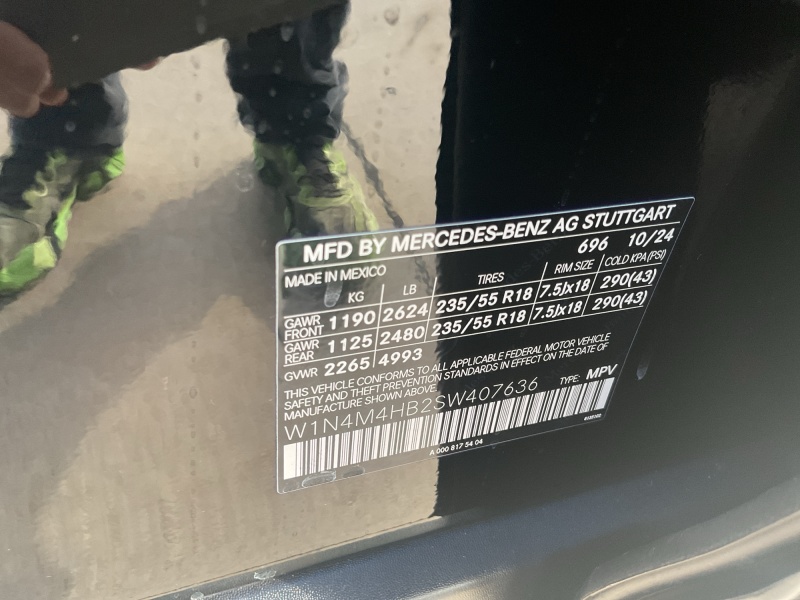 MFD BY MERCEDES-BENZ AG STUTTGART
MADE IN MEXICO 696 10/24
KG LB TIRES RIM SIZE COLD KPA(PSI)
GAWR FRONT 1190 2624 235/55 R18 7.5Jx18 290(43)
GAWR REAR 1125 2480 235/55 R18 7.5Jx18 290(43)
GVWR 2265 4993
THIS VEHICLE CONFORMS TO ALL APPLICABLE FEDERAL MOTOR VEHICLE
SAFETY AND THEFT PREVENTION STANDARDS IN EFFECT ON THE DATE OF
MANUFACTURE SHOWN ABOVE.
W1N4M4HB2SW407636 TYPE: MPV
A 000 817 54 04